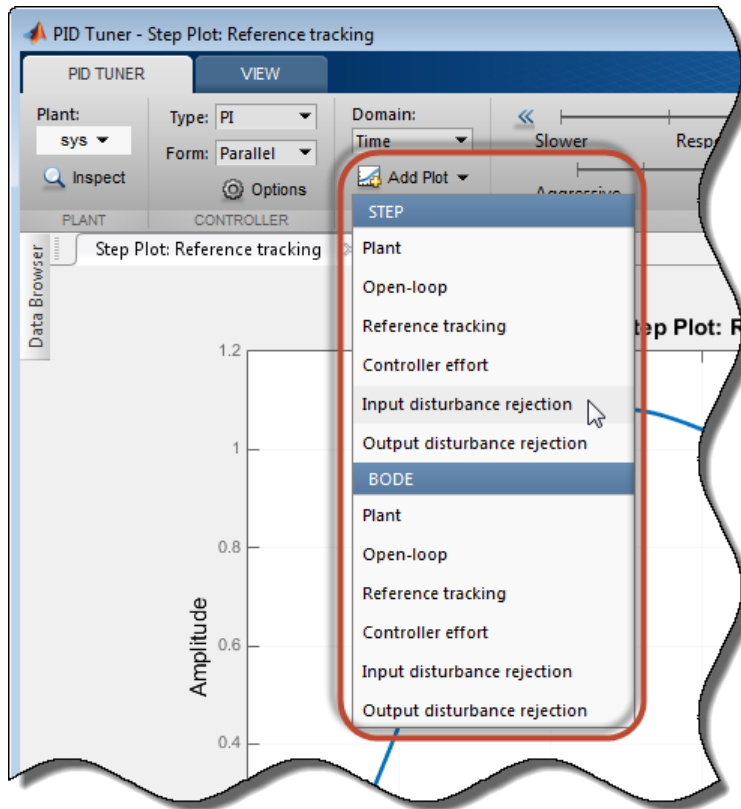 PID Tuner - Step Plot: Reference tracking
PID TUNER
VIEW
Plant:
sys
Inspect
PLANT
Type: PI
Form: Parallel
Options
CONTROLLER
Domain:
Time
Add Plot
Slower
Aggressive
Data Browser
Step Plot: Reference tracking
STEP
Plant
Open-loop
Reference tracking
Controller effort
Input disturbance rejection
Output disturbance rejection
BODE
Plant
Open-loop
Reference tracking
Controller effort
Input disturbance rejection
Output disturbance rejection
Plot:
Amplitude
1.2
1
0.8
0.6
0.4